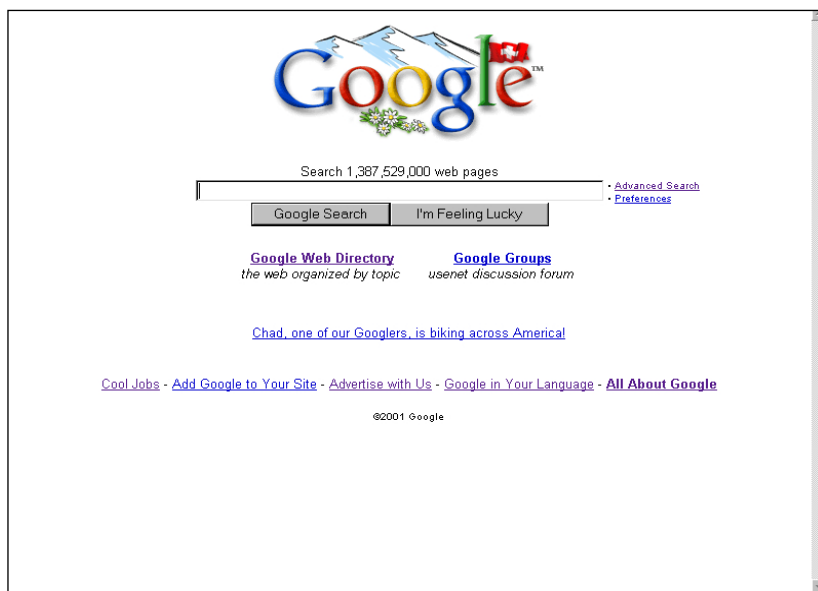 Google™
Search 1,387,529,000 web pages
• Advanced Search
• Preferences
Google Search I'm Feeling Lucky
Google Web Directory Google Groups
the web organized by topic usenet discussion forum
Chad, one of our Googlers, is biking across America!
Cool Jobs - Add Google to Your Site - Advertise with Us - Google in Your Language - All About Google
©2001 Google